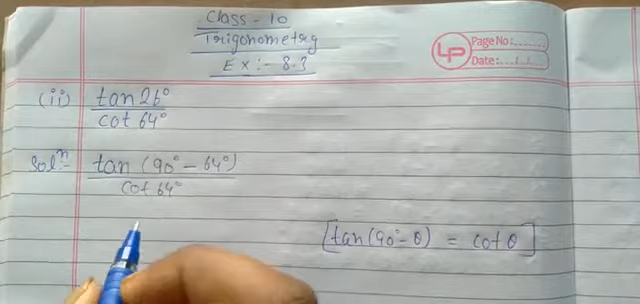 Class - 10
Trigonometry
Ex :- 8.3
LP
Page No:......
Date:..../..../....
(ii) tan 26°
cot 64°
Solⁿ:- tan (90° - 64°)
cot 64°
[tan (90° - θ) = cot θ]